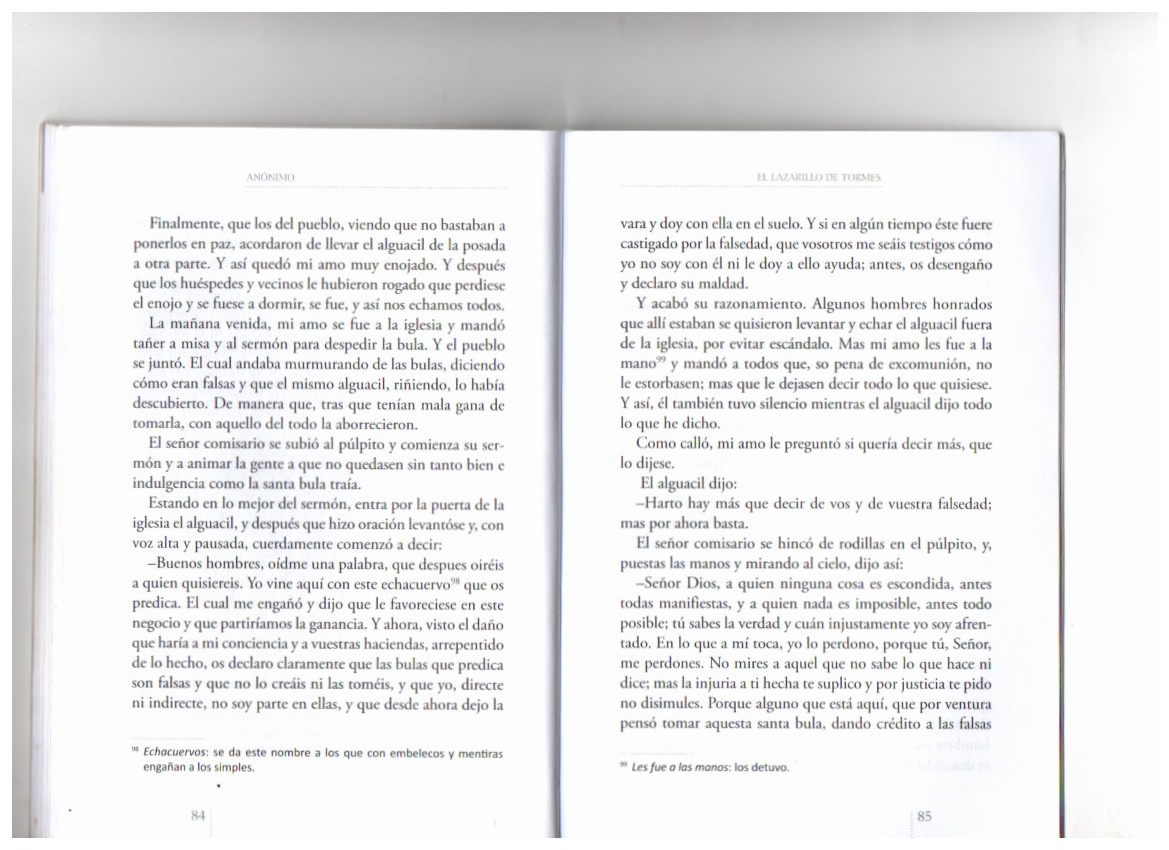 ANÓNIMO
Finalmente, que los del pueblo, viendo que no bastaban a
ponerlos en paz, acordaron de llevar el alguacil de la posada
a otra parte. Y así quedó mi amo muy enojado. Y después
que los huéspedes y vecinos le hubieron rogado que perdiese
el enojo y se fuese a dormir, se fue, y así nos echamos todos.
La mañana venida, mi amo se fue a la iglesia y mandó
tañer a misa y al sermón para despedir la bula. Y el pueblo
se juntó. El cual andaba murmurando de las bulas, diciendo
cómo eran falsas y que el mismo alguacil, riñiendo, lo había
descubierto. De manera que, tras que tenían mala gana de
tomarla, con aquello del todo la aborrecieron.
El señor comisario se subió al púlpito y comienza su ser-
món y a animar la gente a que no quedasen sin tanto bien e
indulgencia como la santa bula traía.
Estando en lo mejor del sermón, entra por la puerta de la
iglesia el alguacil, y después que hizo oración levantóse y, con
voz alta y pausada, cuerdamente comenzó a decir:
–Buenos hombres, oídme una palabra, que despues oiréis
a quien quisiereis. Yo vine aquí con este echacuervo⁹⁸ que os
predica. El cual me engañó y dijo que le favoreciese en este
negocio y que partiríamos la ganancia. Y ahora, visto el daño
que haría a mi conciencia y a vuestras haciendas, arrepentido
de lo hecho, os declaro claramente que las bulas que predica
son falsas y que no lo creáis ni las toméis, y que yo, directe
ni indirecte, no soy parte en ellas, y que desde ahora dejo la
⁹⁸ Echacuervos: se da este nombre a los que con embelecos y mentiras
engañan a los simples.
84
EL LAZARILLO DE TORMES
vara y doy con ella en el suelo. Y si en algún tiempo éste fuere
castigado por la falsedad, que vosotros me seáis testigos cómo
yo no soy con él ni le doy a ello ayuda; antes, os desengaño
y declaro su maldad.
Y acabó su razonamiento. Algunos hombres honrados
que allí estaban se quisieron levantar y echar el alguacil fuera
de la iglesia, por evitar escándalo. Mas mi amo les fue a la
mano⁹⁹ y mandó a todos que, so pena de excomunión, no
le estorbasen; mas que le dejasen decir todo lo que quisiese.
Y así, él también tuvo silencio mientras el alguacil dijo todo
lo que he dicho.
Como calló, mi amo le preguntó si quería decir más, que
lo dijese.
El alguacil dijo:
–Harto hay más que decir de vos y de vuestra falsedad;
mas por ahora basta.
El señor comisario se hincó de rodillas en el púlpito, y,
puestas las manos y mirando al cielo, dijo así:
–Señor Dios, a quien ninguna cosa es escondida, antes
todas manifiestas, y a quien nada es imposible, antes todo
posible; tú sabes la verdad y cuán injustamente yo soy afren-
tado. En lo que a mí toca, yo lo perdono, porque tú, Señor,
me perdones. No mires a aquel que no sabe lo que hace ni
dice; mas la injuria a ti hecha te suplico y por justicia te pido
no disimules. Porque alguno que está aquí, que por ventura
pensó tomar aquesta santa bula, dando crédito a las falsas
⁹⁹ Les fue a las manos: los detuvo.
85